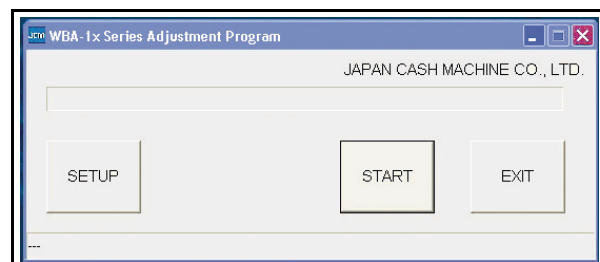 JCM WBA-1x Series Adjustment Program
JAPAN CASH MACHINE CO., LTD.
SETUP START EXIT
---